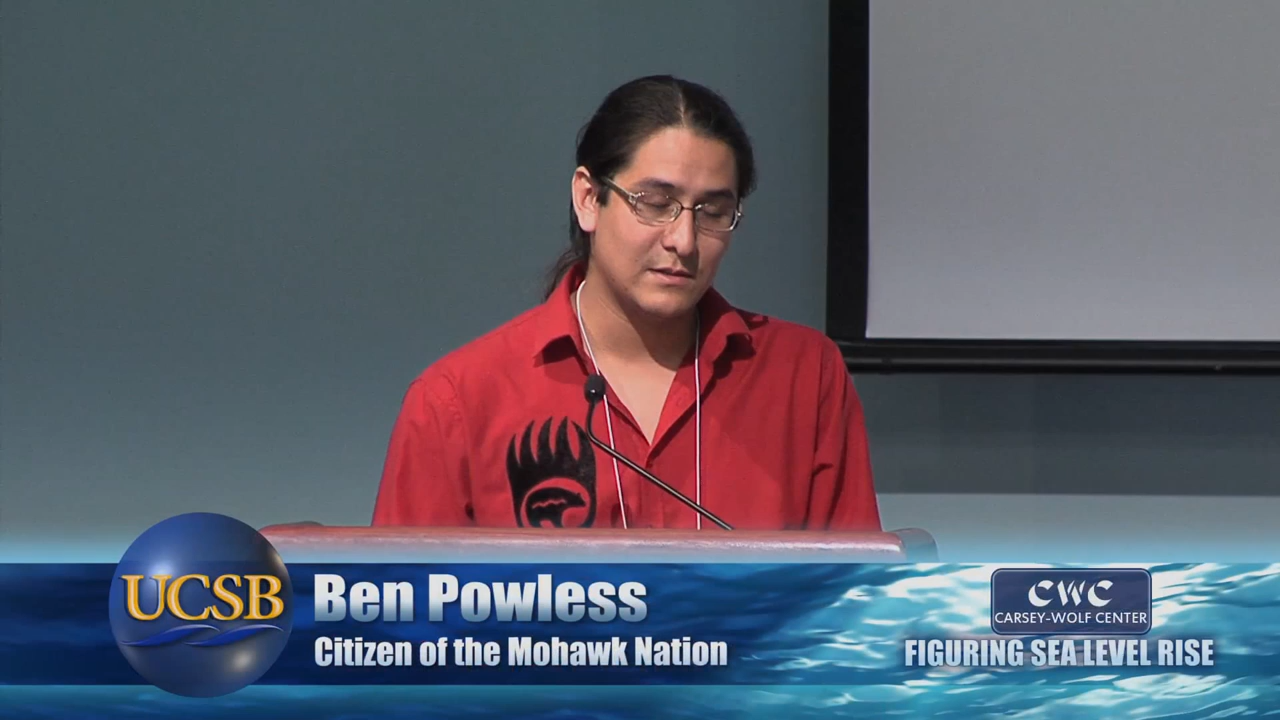 UCSB
Ben Powless
Citizen of the Mohawk Nation
CWC
CARSEY-WOLF CENTER
FIGURING SEA LEVEL RISE